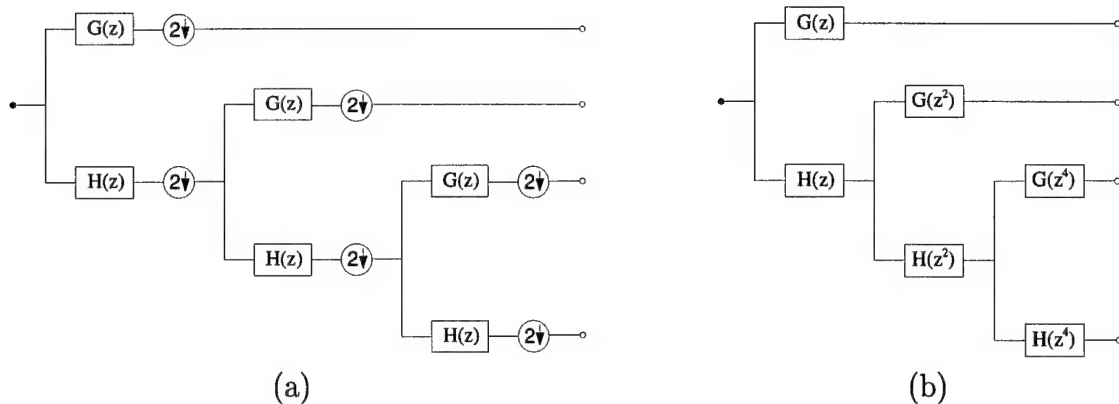 G(z) 2↓
G(z)
G(z) 2↓
G(z²)
H(z) 2↓
G(z) 2↓
H(z)
G(z⁴)
H(z) 2↓
H(z²)
H(z) 2↓
H(z⁴)
(a)
(b)